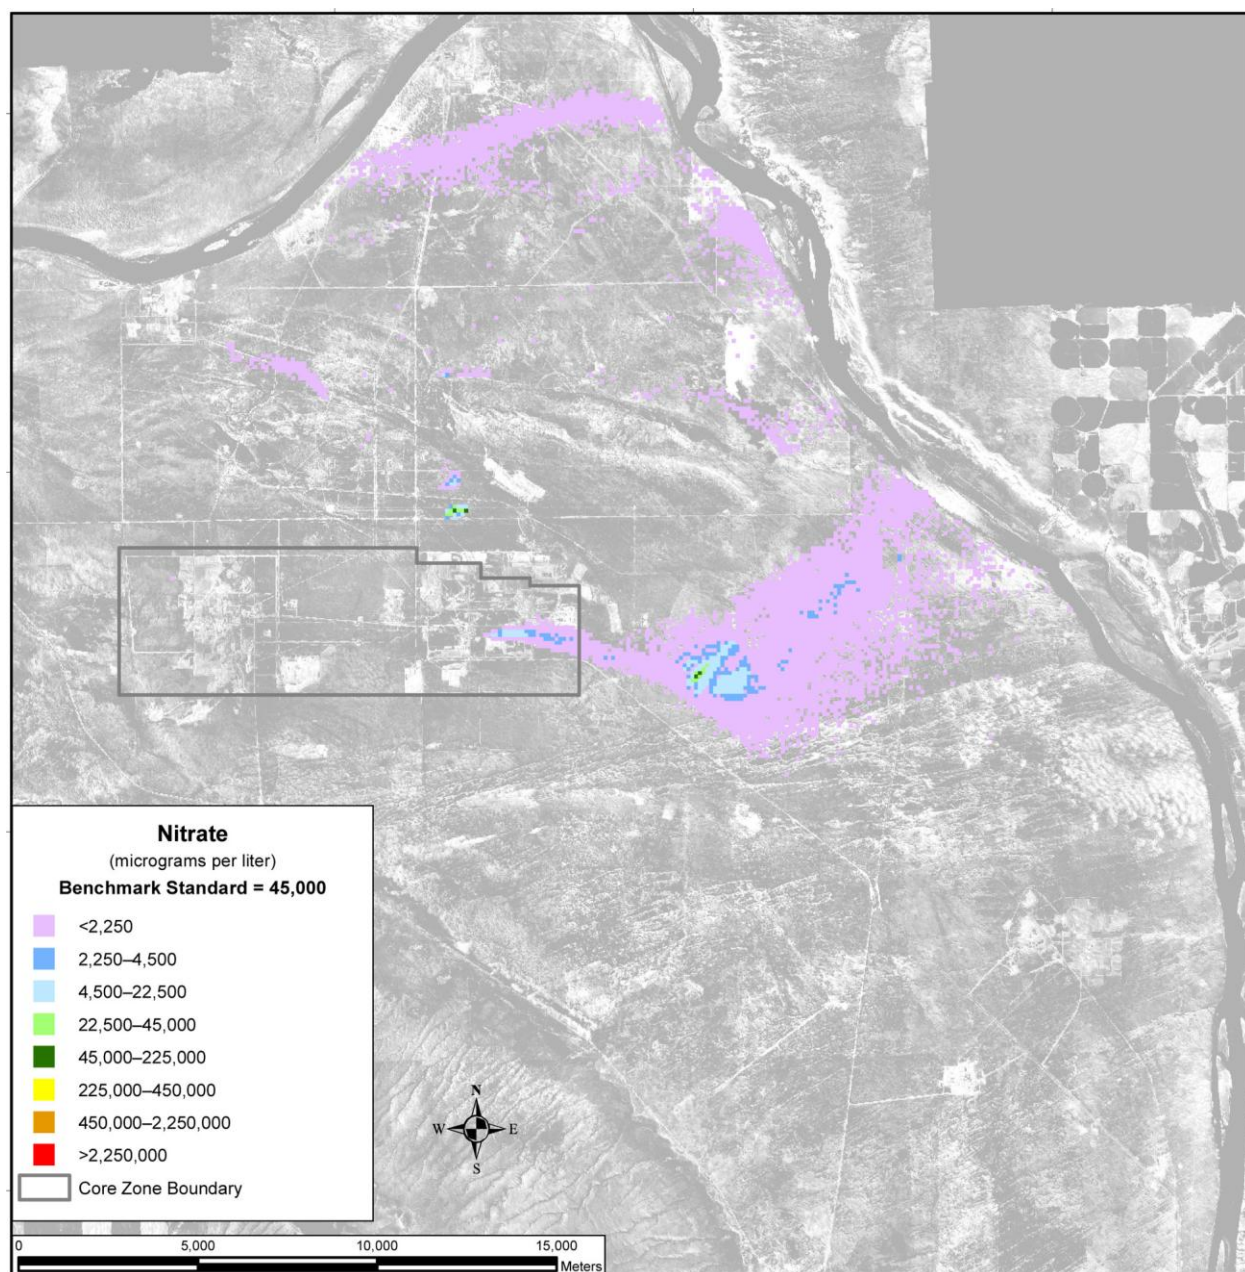 Nitrate
(micrograms per liter)
Benchmark Standard = 45,000
<2,250
2,250–4,500
4,500–22,500
22,500–45,000
45,000–225,000
225,000–450,000
450,000–2,250,000
>2,250,000
Core Zone Boundary
N
W E
S
0 5,000 10,000 15,000
Meters